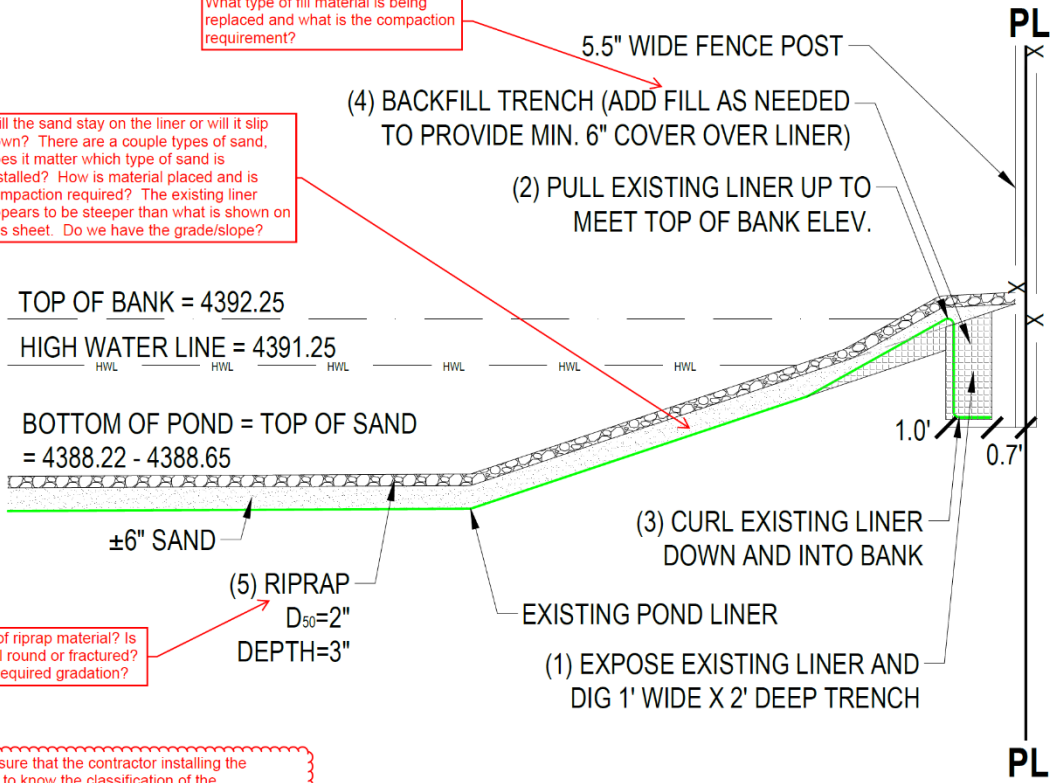 What type of fill material is being
replaced and what is the compaction
requirement?
PL
5.5" WIDE FENCE POST
X
(4) BACKFILL TRENCH (ADD FILL AS NEEDED
TO PROVIDE MIN. 6" COVER OVER LINER)
ill the sand stay on the liner or will it slip
own? There are a couple types of sand,
es it matter which type of sand is
stalled? How is material placed and is
mpaction required? The existing liner
pears to be steeper than what is shown on
is sheet. Do we have the grade/slope?
(2) PULL EXISTING LINER UP TO
MEET TOP OF BANK ELEV.
TOP OF BANK = 4392.25
X
X
HIGH WATER LINE = 4391.25
HWL HWL HWL HWL HWL HWL
BOTTOM OF POND = TOP OF SAND
= 4388.22 - 4388.65
1.0'
0.7'
±6" SAND
(3) CURL EXISTING LINER
DOWN AND INTO BANK
(5) RIPRAP
D50=2"
DEPTH=3"
EXISTING POND LINER
of riprap material? Is
l round or fractured?
equired gradation?
(1) EXPOSE EXISTING LINER AND
DIG 1' WIDE X 2' DEEP TRENCH
sure that the contractor installing the
to know the classification of the
PL